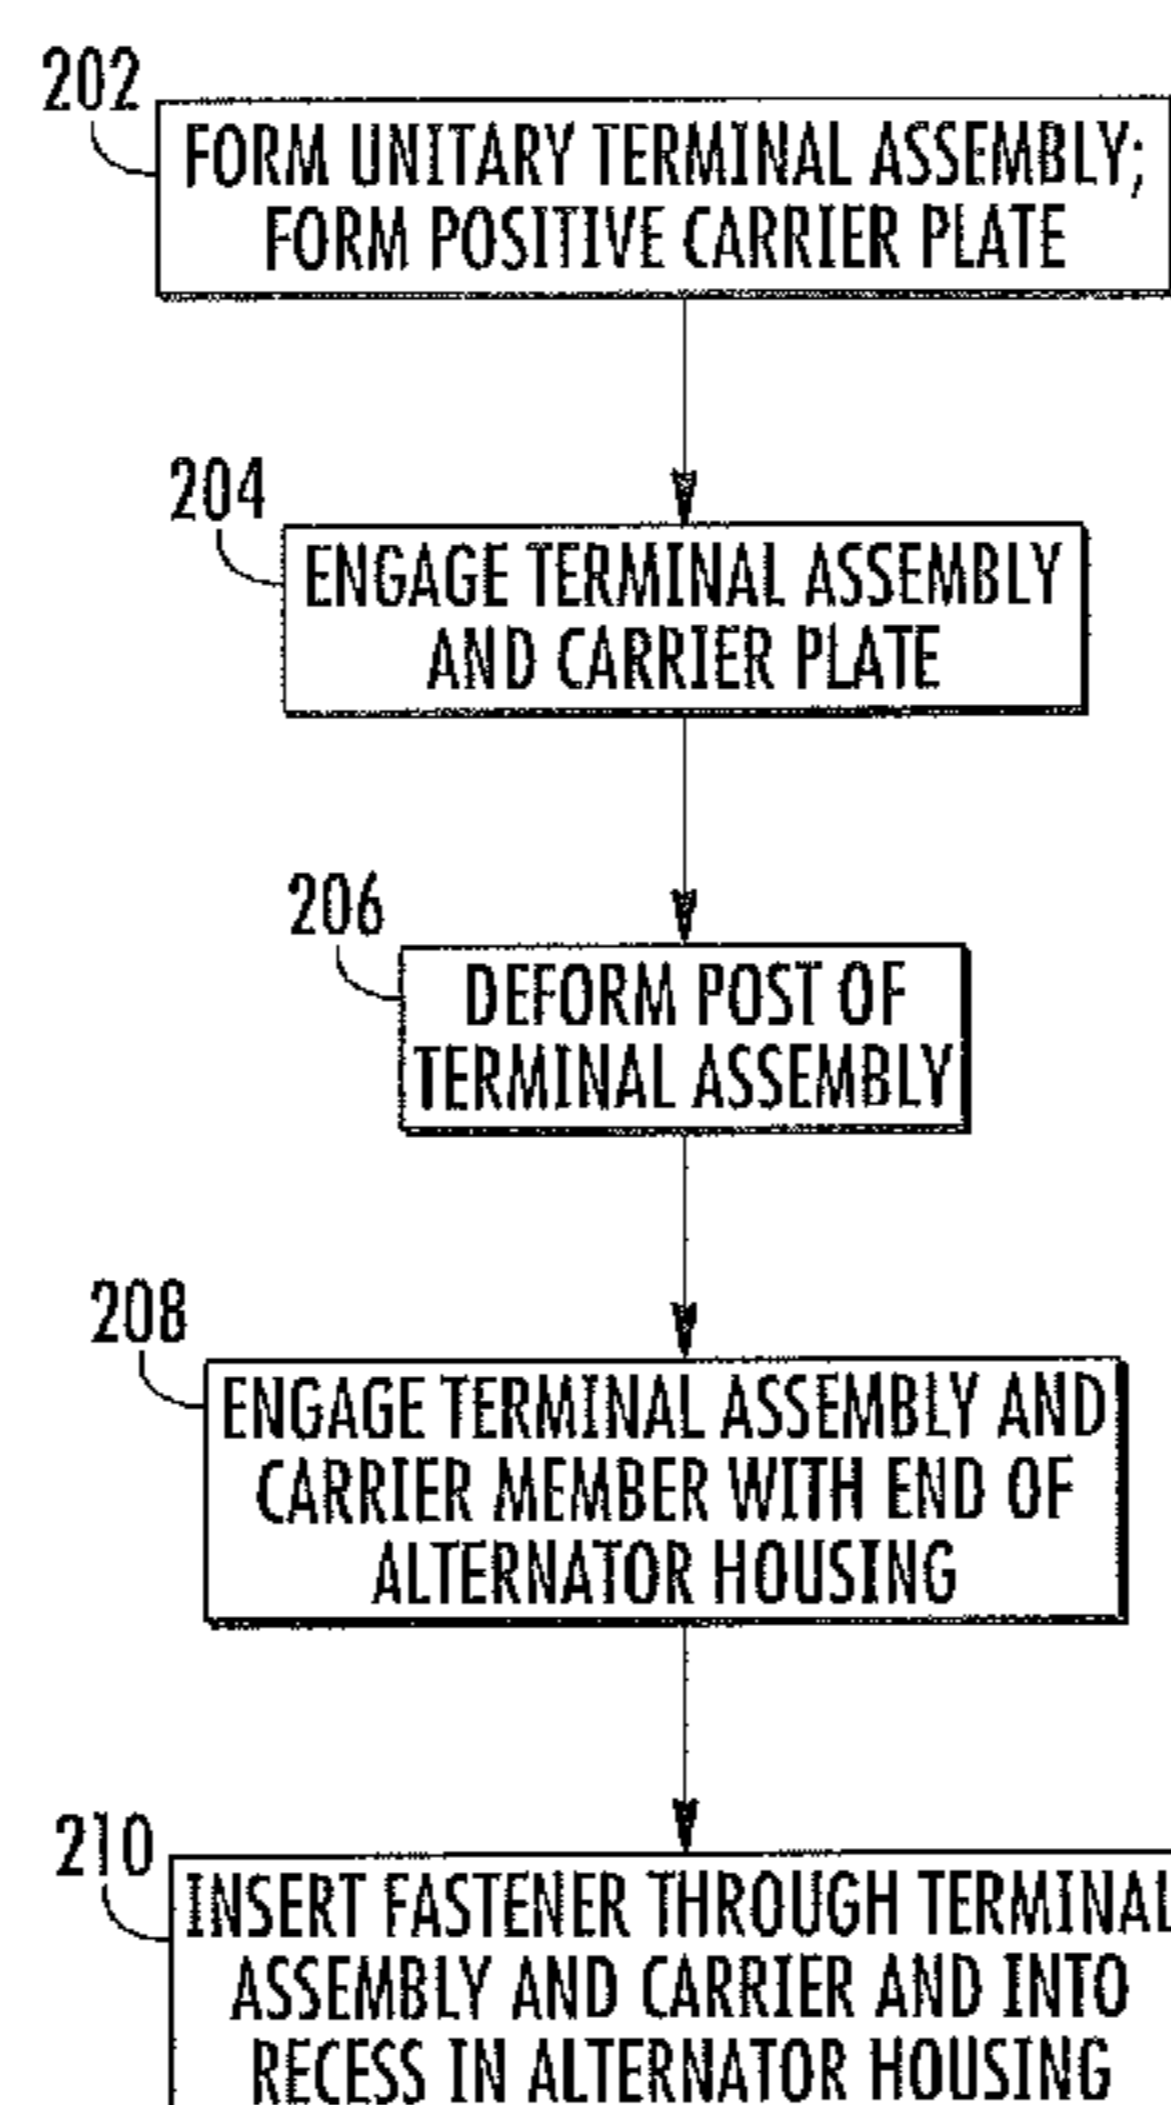 202
FORM UNITARY TERMINAL ASSEMBLY;
FORM POSITIVE CARRIER PLATE
204
ENGAGE TERMINAL ASSEMBLY
AND CARRIER PLATE
206
DEFORM POST OF
TERMINAL ASSEMBLY
208
ENGAGE TERMINAL ASSEMBLY AND
CARRIER MEMBER WITH END OF
ALTERNATOR HOUSING
210
INSERT FASTENER THROUGH TERMINAL
ASSEMBLY AND CARRIER AND INTO
RECESS IN ALTERNATOR HOUSING